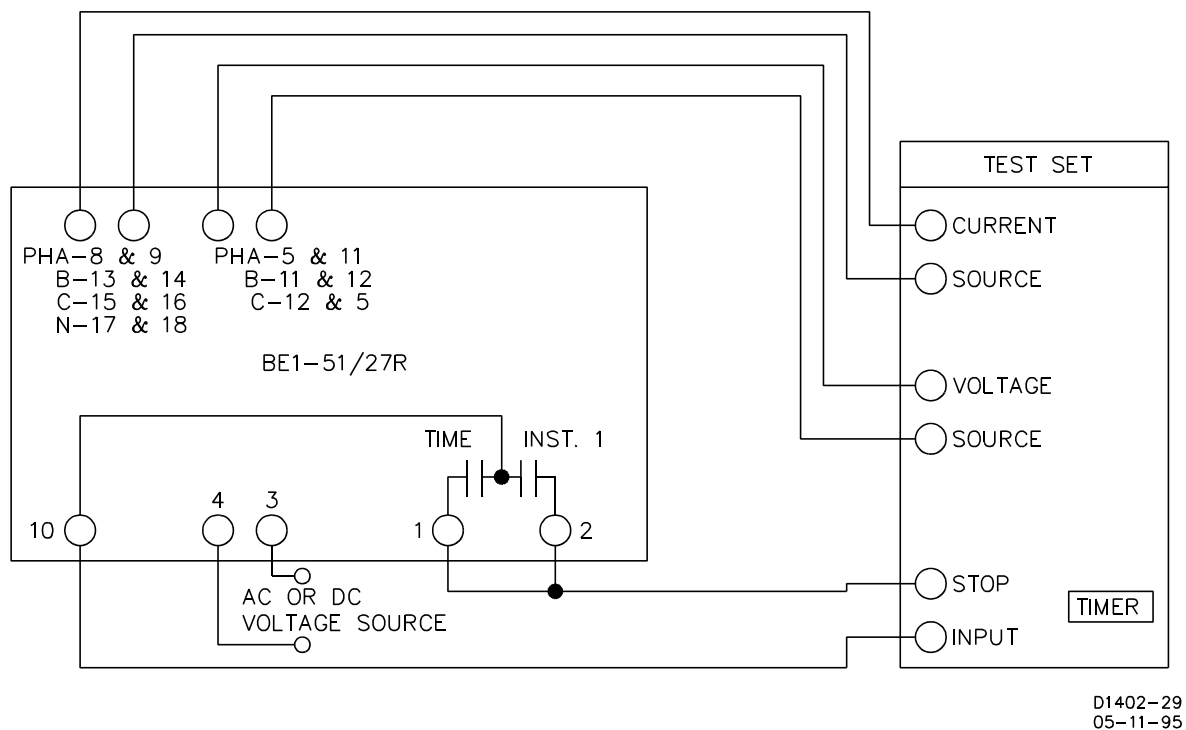 TEST SET
CURRENT
SOURCE
VOLTAGE
SOURCE
STOP
TIMER
INPUT
PHA-8 & 9
B-13 & 14
C-15 & 16
N-17 & 18
PHA-5 & 11
B-11 & 12
C-12 & 5
BE1-51/27R
TIME
INST. 1
10
4
3
1
2
AC OR DC
VOLTAGE SOURCE
D1402-29
05-11-95